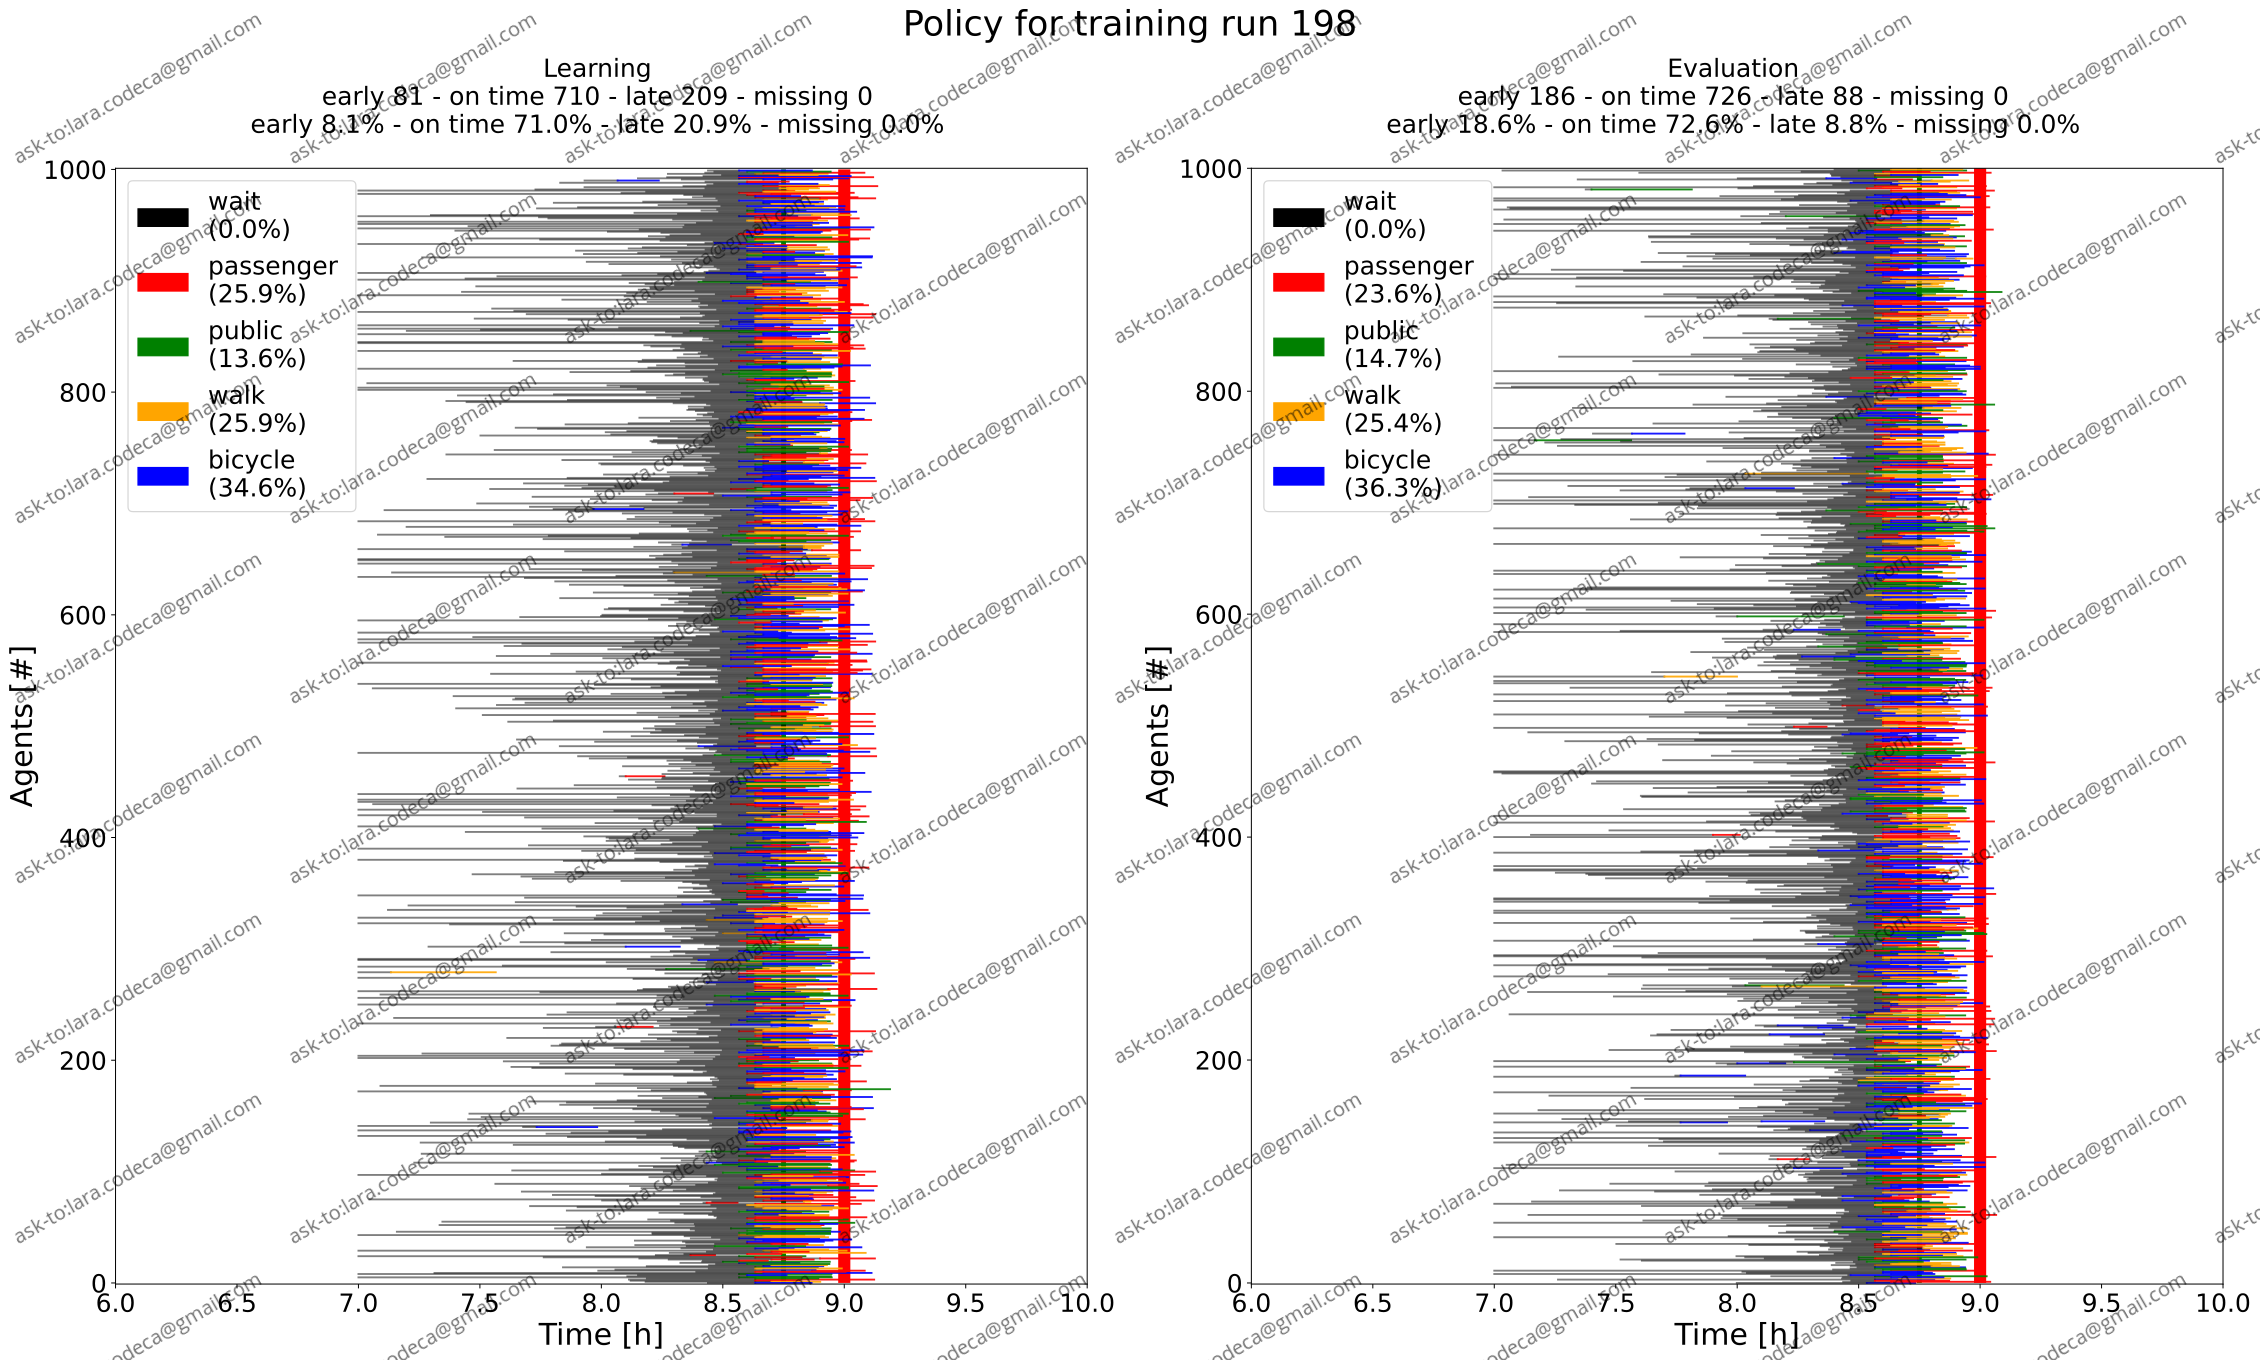 Policy for training run 198
Learning
early 81 - on time 710 - late 209 - missing 0
early 8.1% - on time 71.0% - late 20.9% - missing 0.0%
1000
800
600
400
200
0
Agents [#]
wait
(0.0%)
passenger
(25.9%)
public
(13.6%)
walk
(25.9%)
bicycle
(34.6%)
6.0 6.5 7.0 7.5 8.0 8.5 9.0 9.5 10.0
Time [h]
Evaluation
early 186 - on time 726 - late 88 - missing 0
early 18.6% - on time 72.6% - late 8.8% - missing 0.0%
1000
800
600
400
200
0
Agents [#]
wait
(0.0%)
passenger
(23.6%)
public
(14.7%)
walk
(25.4%)
bicycle
(36.3%)
6.0 6.5 7.0 7.5 8.0 8.5 9.0 9.5 10.0
Time [h]
ask-to:lara.codeca@gmail.com